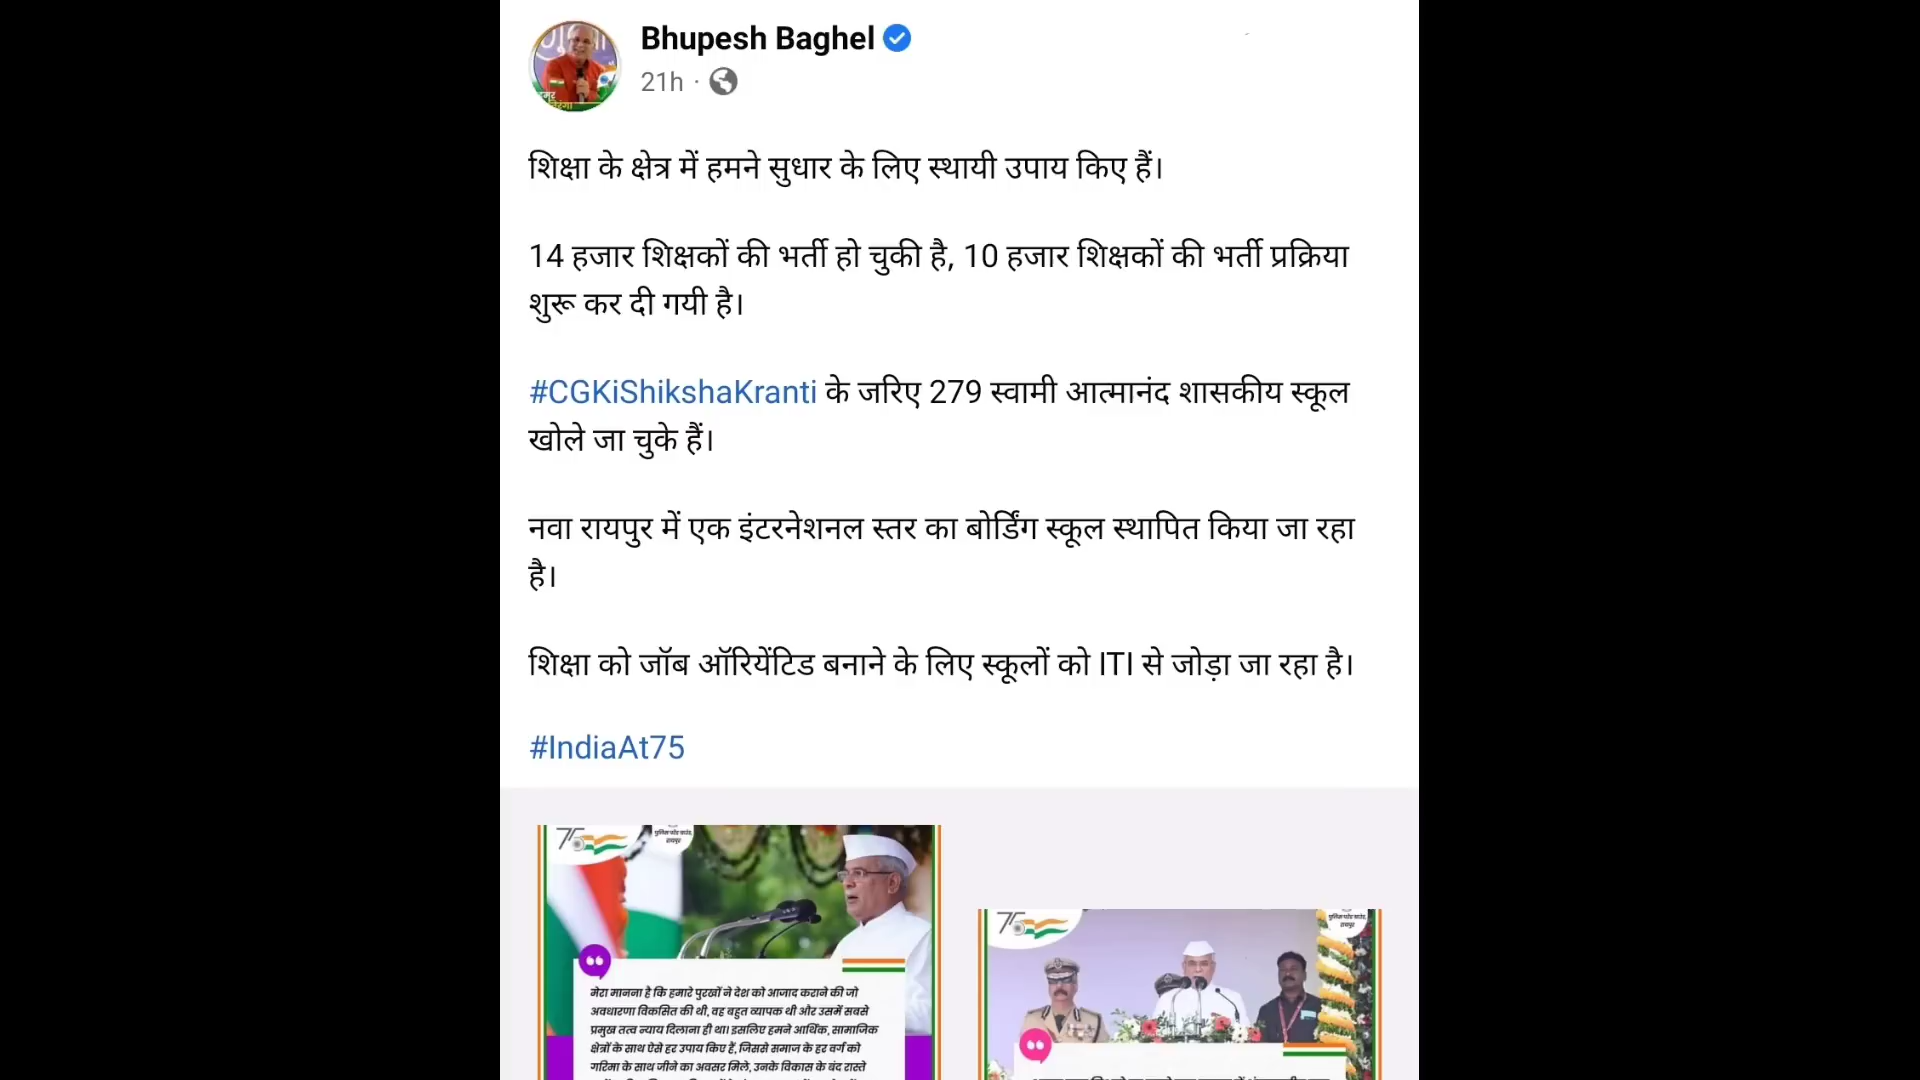 Bhupesh Baghel
21h ·
शिक्षा के क्षेत्र में हमने सुधार के लिए स्थायी उपाय किए हैं।
14 हजार शिक्षकों की भर्ती हो चुकी है, 10 हजार शिक्षकों की भर्ती प्रक्रिया
शुरू कर दी गयी है।
#CGKiShikshaKranti के जरिए 279 स्वामी आत्मानंद शासकीय स्कूल
खोले जा चुके हैं।
नवा रायपुर में एक इंटरनेशनल स्तर का बोर्डिंग स्कूल स्थापित किया जा रहा
है।
शिक्षा को जॉब ऑरियेंटिड बनाने के लिए स्कूलों को ITI से जोड़ा जा रहा है।
#IndiaAt75
75
मेरा मानना है कि हमारे पुरखों ने देश को आजाद कराने की जो
अवधारणा विकसित की थी, वह बहुत व्यापक थी और उसमें सबसे
प्रमुख तत्व न्याय दिलाना ही था। इसलिए हमने आर्थिक, सामाजिक
क्षेत्रों के साथ ऐसे हर उपाय किए हैं, जिससे समाज के हर वर्ग को
गरिमा के साथ जीने का अवसर मिले, उनके विकास के बंद रास्ते
75